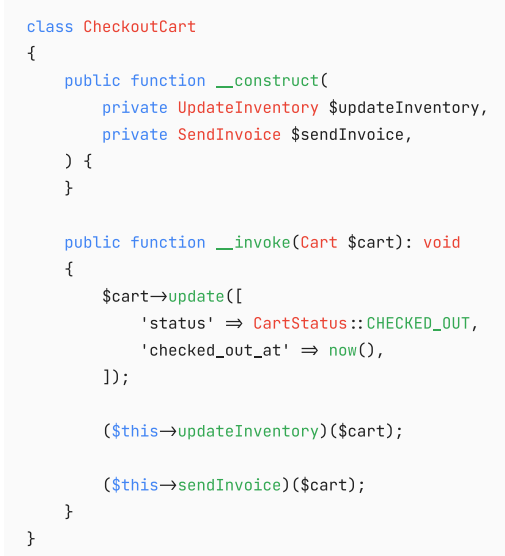 class CheckoutCart
{
    public function __construct(
        private UpdateInventory $updateInventory,
        private SendInvoice $sendInvoice,
    ) {
    }

    public function __invoke(Cart $cart): void
    {
        $cart->update([
            'status' => CartStatus::CHECKED_OUT,
            'checked_out_at' => now(),
        ]);

        ($this->updateInventory)($cart);

        ($this->sendInvoice)($cart);
    }
}